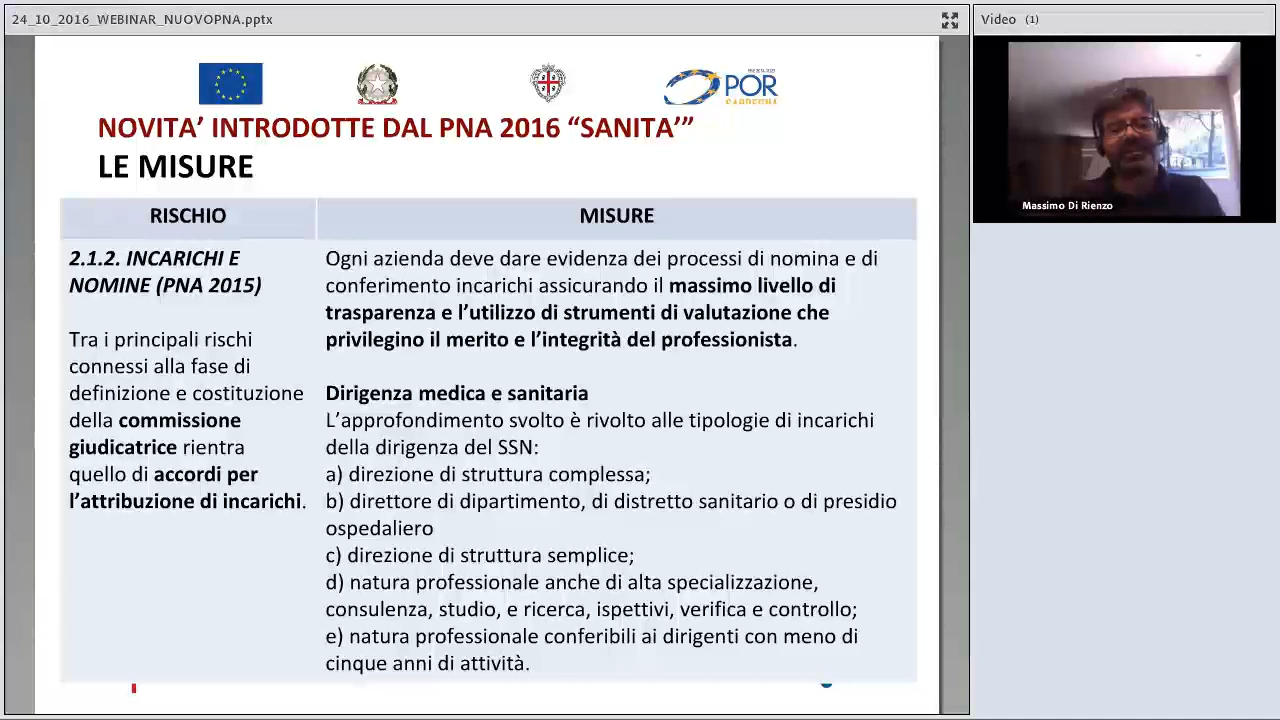 24_10_2016_WEBINAR_NUOVOPNA.pptx
Video (1)
POR
SARDEGNA
NOVITA’ INTRODOTTE DAL PNA 2016 “SANITA’”
LE MISURE
Massimo Di Rienzo
RISCHIO
MISURE
2.1.2. INCARICHI E
NOMINE (PNA 2015)
Tra i principali rischi
connessi alla fase di
definizione e costituzione
della commissione
giudicatrice rientra
quello di accordi per
l’attribuzione di incarichi.
Ogni azienda deve dare evidenza dei processi di nomina e di
conferimento incarichi assicurando il massimo livello di
trasparenza e l’utilizzo di strumenti di valutazione che
privilegino il merito e l’integrità del professionista.
Dirigenza medica e sanitaria
L’approfondimento svolto è rivolto alle tipologie di incarichi
della dirigenza del SSN:
a) direzione di struttura complessa;
b) direttore di dipartimento, di distretto sanitario o di presidio
ospedaliero
c) direzione di struttura semplice;
d) natura professionale anche di alta specializzazione,
consulenza, studio, e ricerca, ispettivi, verifica e controllo;
e) natura professionale conferibili ai dirigenti con meno di
cinque anni di attività.